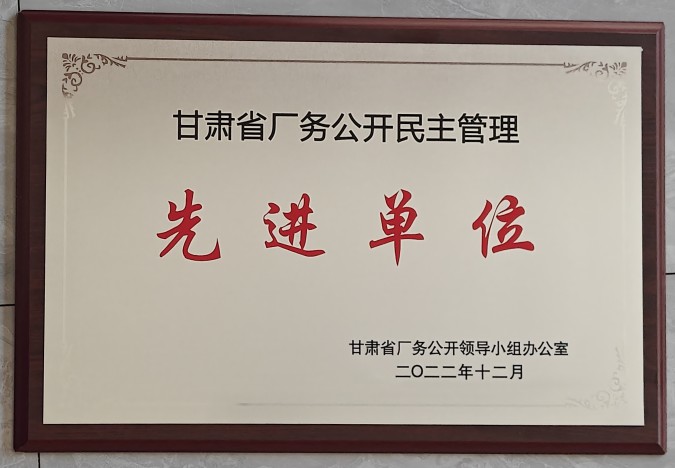 甘肃省厂务公开民主管理
先进单位
甘肃省厂务公开领导小组办公室
二〇二二年十二月